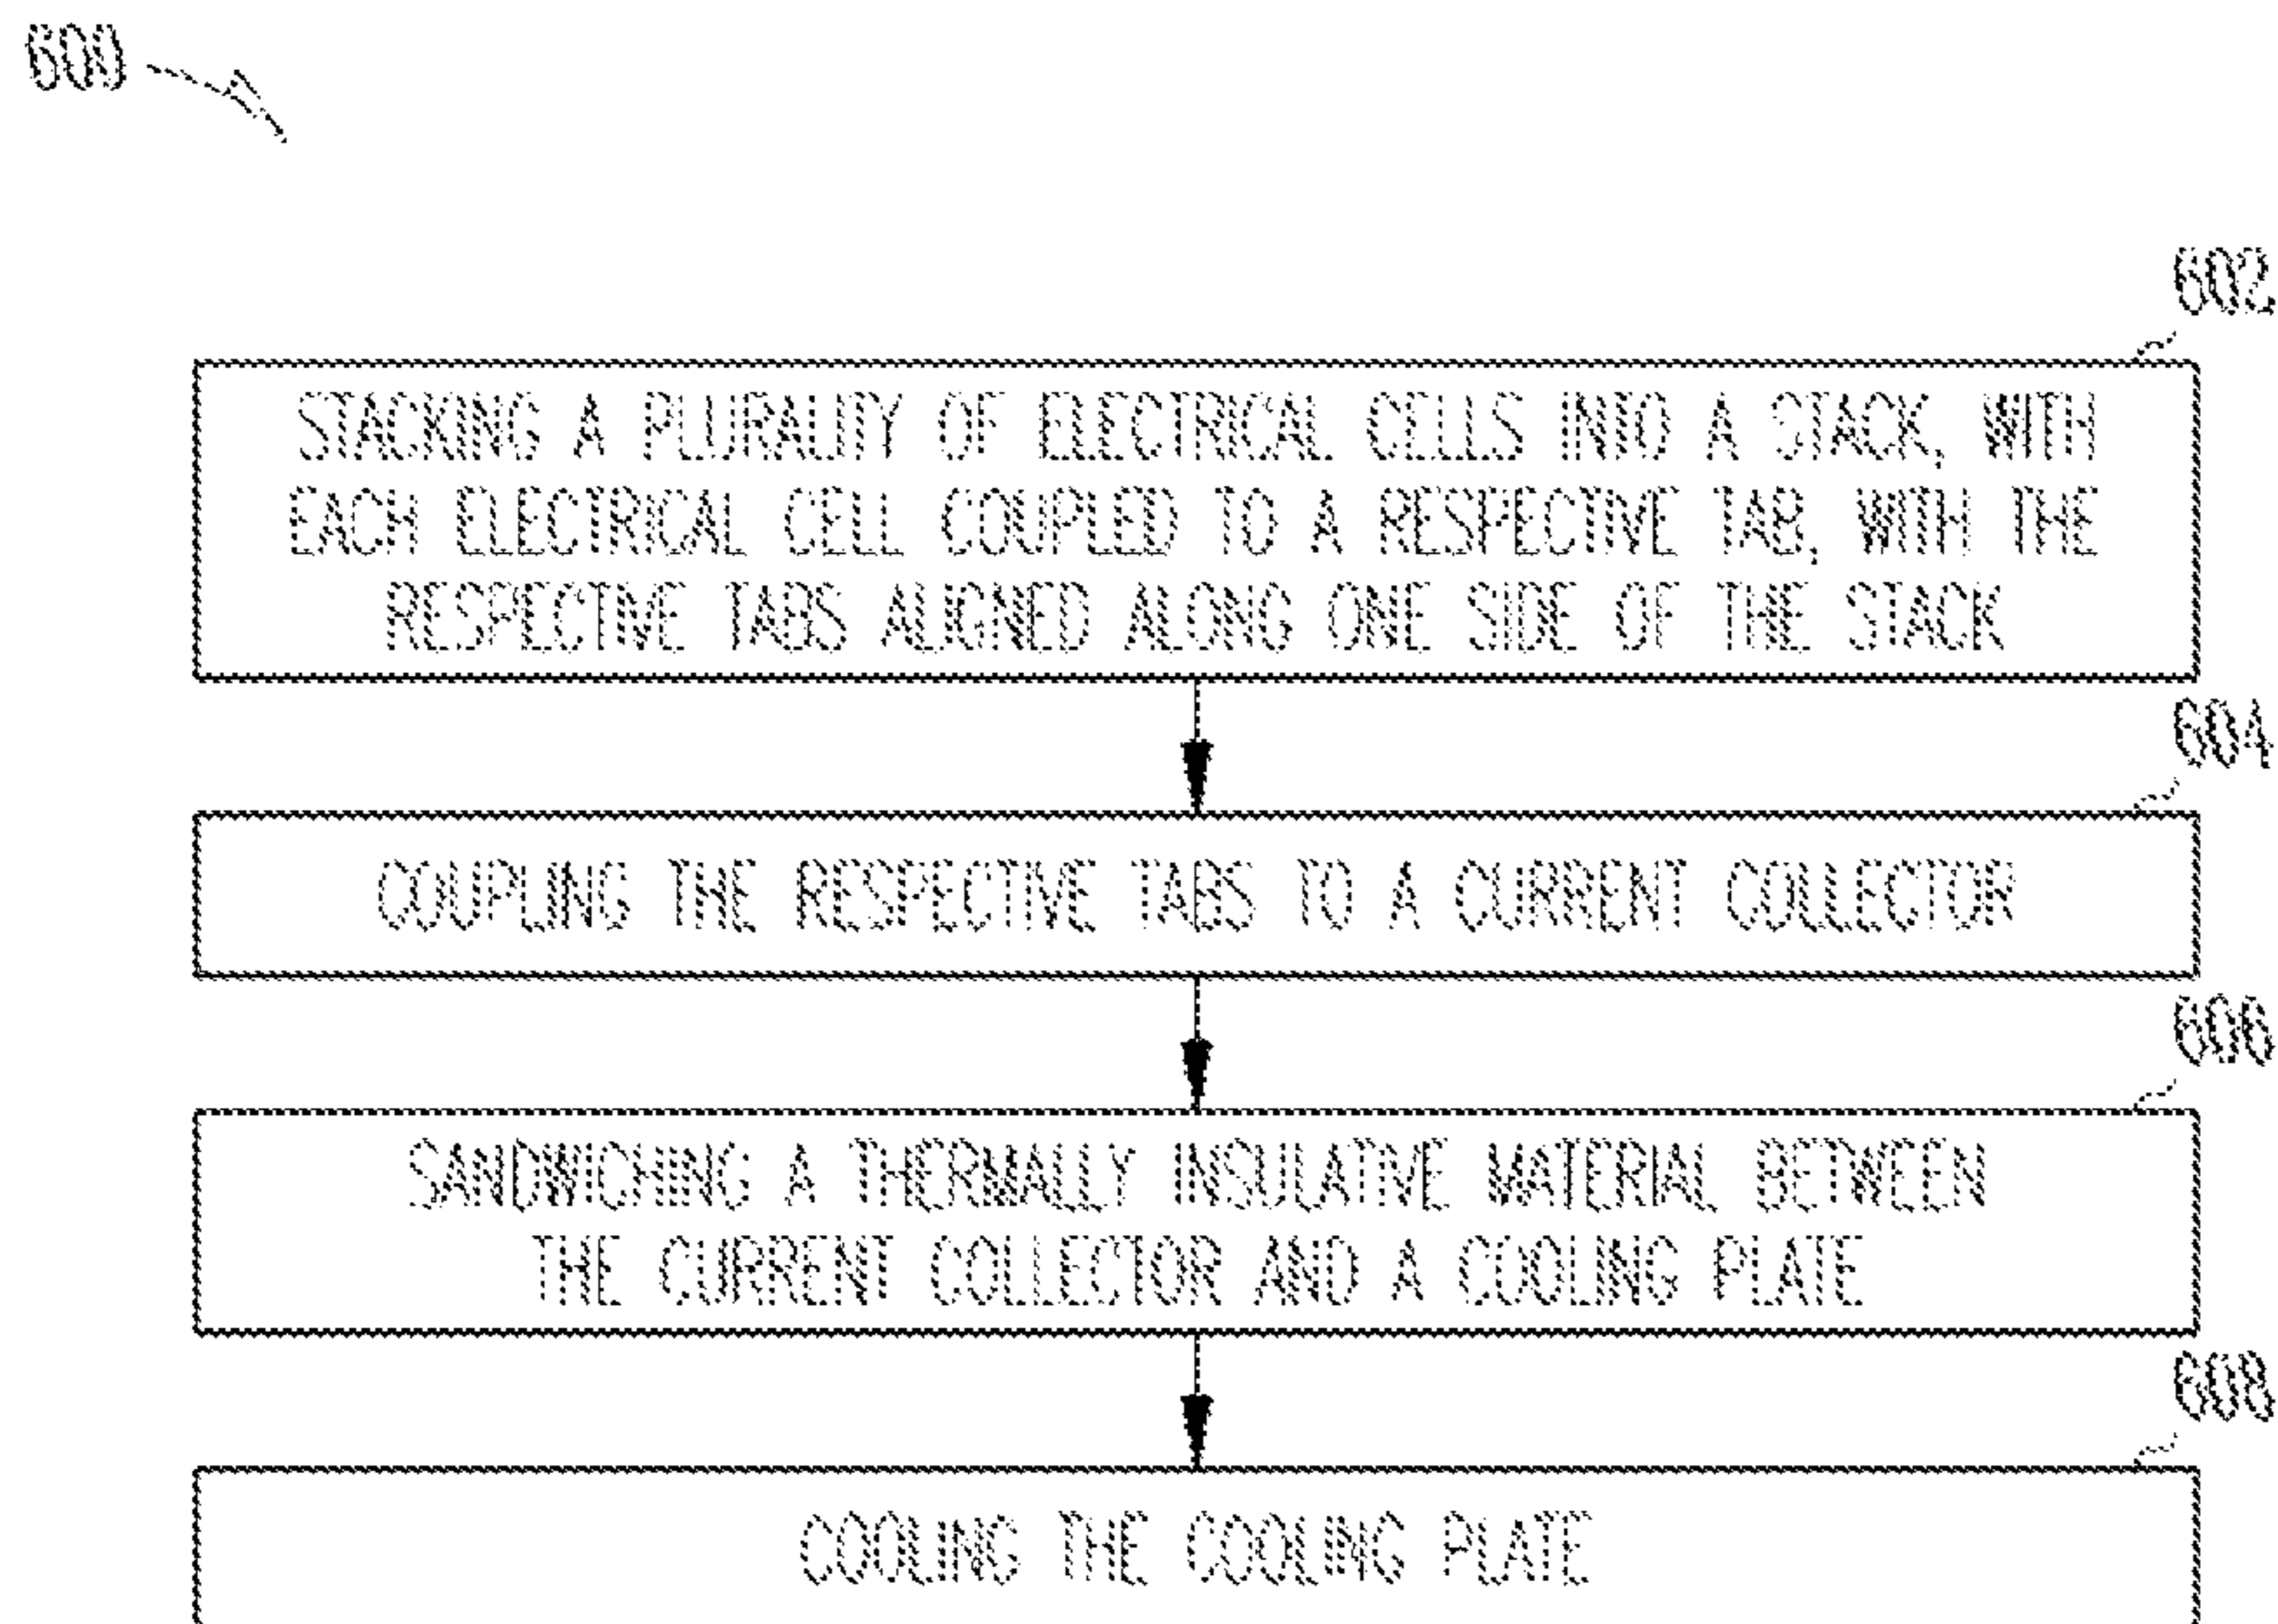 600
602
STACKING A PLURALITY OF ELECTRICAL CELLS INTO A STACK, WITH
EACH ELECTRICAL CELL COUPLED TO A RESPECTIVE TAB, WITH THE
RESPECTIVE TABS ALIGNED ALONG ONE SIDE OF THE STACK
604
COUPLING THE RESPECTIVE TABS TO A CURRENT COLLECTOR
606
SANDWICHING A THERMALLY INSULATIVE MATERIAL BETWEEN
THE CURRENT COLLECTOR AND A COOLING PLATE
608
COOLING THE COOLING PLATE